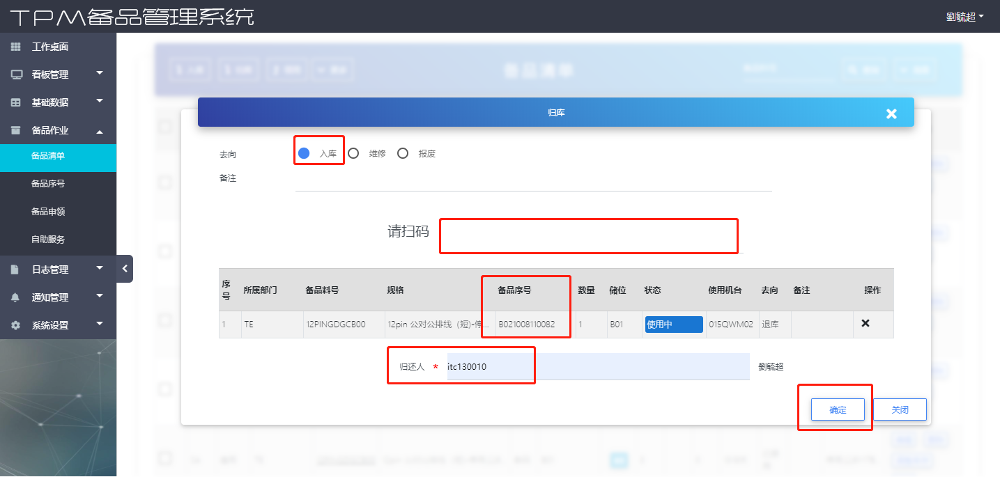 TPM备品管理系统
劉毓超
工作桌面
看板管理
基础数据
备品作业
备品清单
备品序号
备品申领
自助服务
日志管理
通知管理
系统设置
备品清单
归库
去向
入库 维修 报废
备注
请扫码
序号 所属部门 备品料号 规格 备品序号 数量 储位 状态 使用机台 去向 备注 操作
1 TE 12PINGDGCB00 12pin 公对公排线（短)-停... B021008110082 1 B01 使用中 015QWM02 退库
归还人 * itc130010 劉毓超
确定 关闭